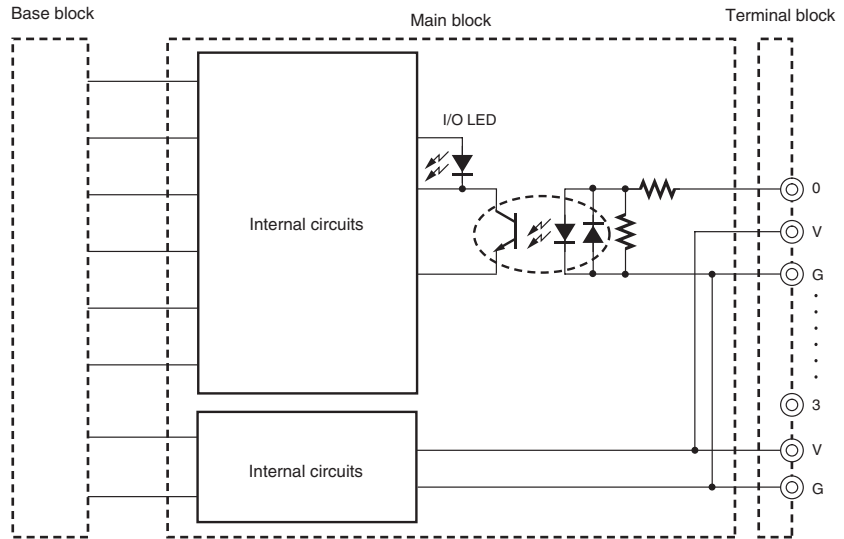 Base block
Main block
Terminal block
I/O LED
Internal circuits
0
V
G
3
Internal circuits
V
G